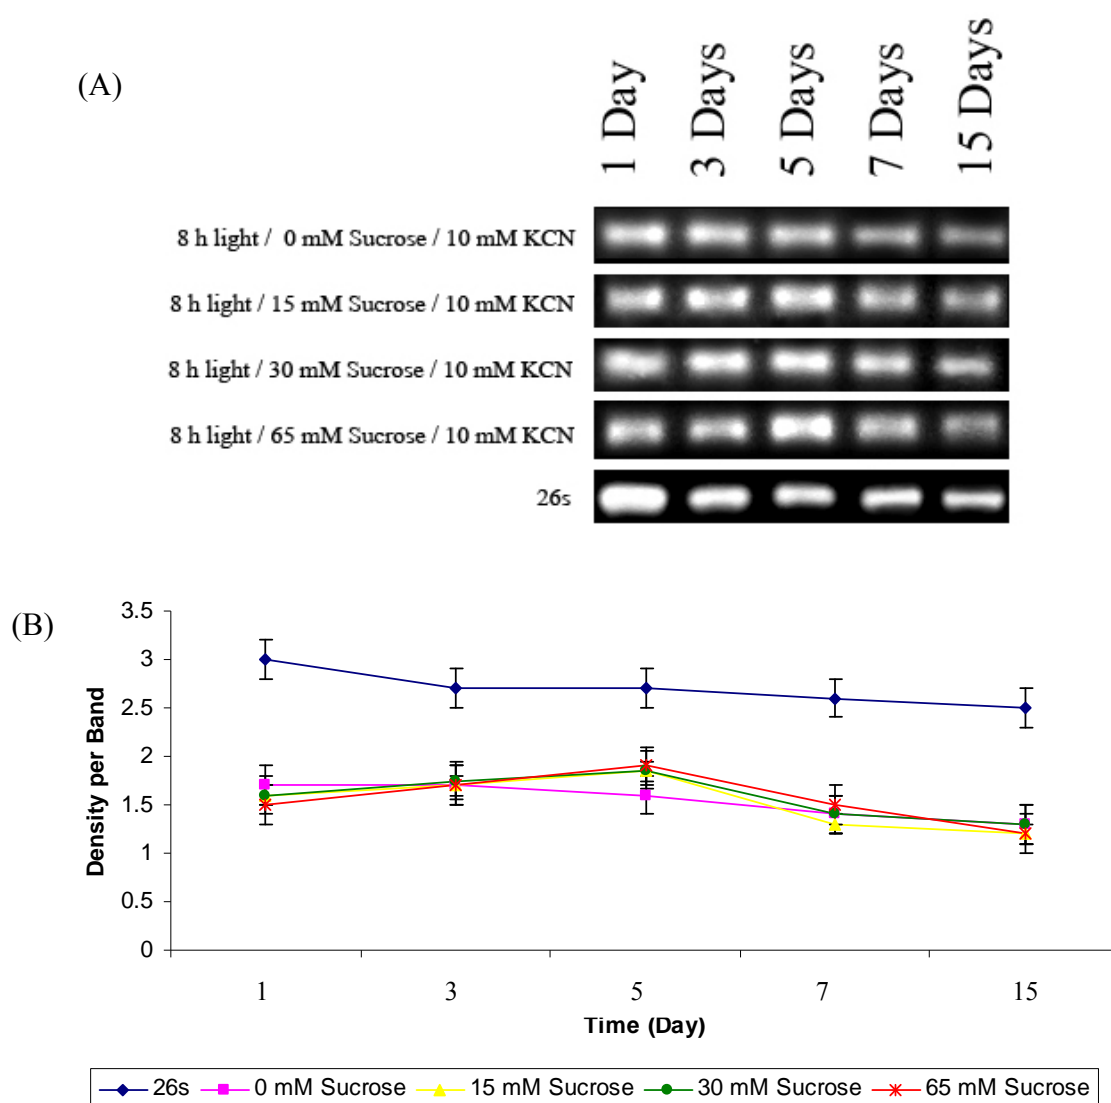 (A)
1 Day
3 Days
5 Days
7 Days
15 Days
8 h light / 0 mM Sucrose / 10 mM KCN
8 h light / 15 mM Sucrose / 10 mM KCN
8 h light / 30 mM Sucrose / 10 mM KCN
8 h light / 65 mM Sucrose / 10 mM KCN
26s
(B)
3.5
3
2.5
2
1.5
1
0.5
0
Density per Band
1 3 5 7 15
Time (Day)
26s 0 mM Sucrose 15 mM Sucrose 30 mM Sucrose 65 mM Sucrose